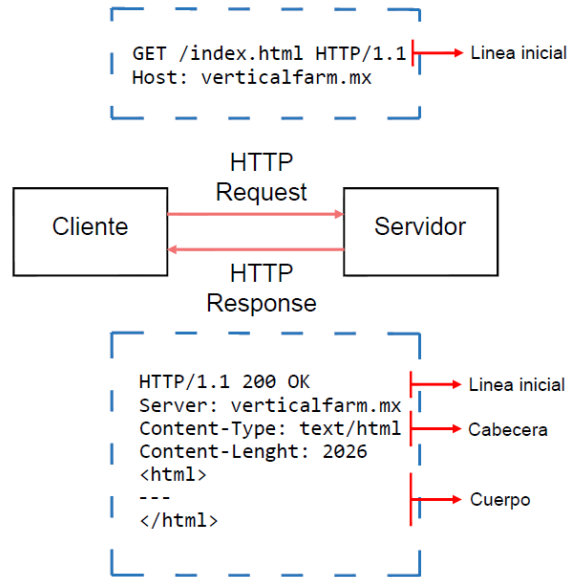 GET /index.html HTTP/1.1
Linea inicial
Host: verticalfarm.mx
HTTP
Request
Cliente
Servidor
HTTP
Response
HTTP/1.1 200 OK
Linea inicial
Server: verticalfarm.mx
Content-Type: text/html
Cabecera
Content-Lenght: 2026
<html>
---
Cuerpo
</html>